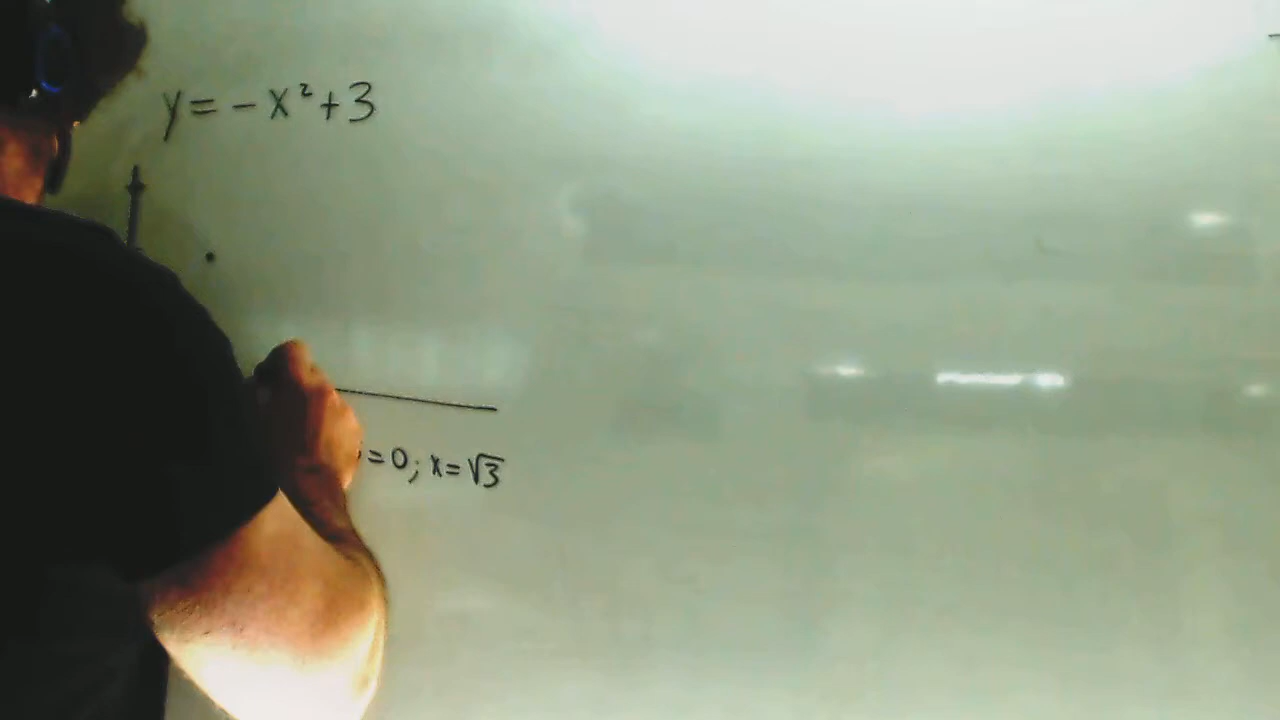 y = -x² + 3
= 0; x = √3